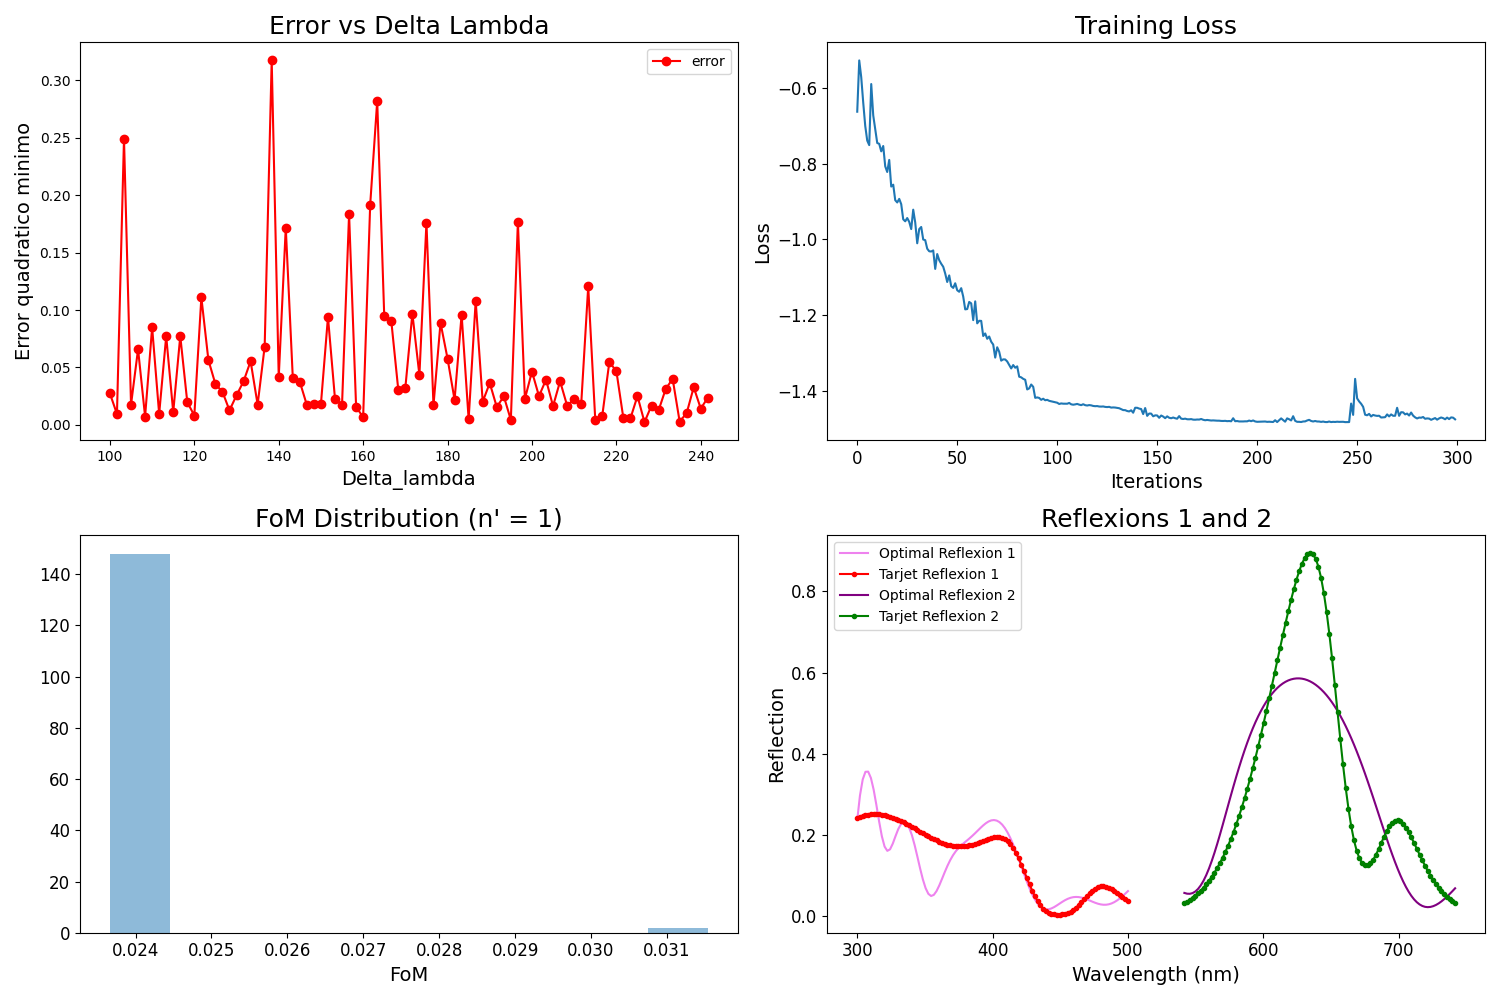 Error vs Delta Lambda
error
Error quadratico minimo
0.30
0.25
0.20
0.15
0.10
0.05
0.00
100 120 140 160 180 200 220 240
Delta_lambda
Training Loss
Loss
−0.6
−0.8
−1.0
−1.2
−1.4
0 50 100 150 200 250 300
Iterations
FoM Distribution (n' = 1)
140
120
100
80
60
40
20
0
0.024 0.025 0.026 0.027 0.028 0.029 0.030 0.031
FoM
Reflexions 1 and 2
Optimal Reflexion 1
Tarjet Reflexion 1
Optimal Reflexion 2
Tarjet Reflexion 2
Reflection
0.8
0.6
0.4
0.2
0.0
300 400 500 600 700
Wavelength (nm)